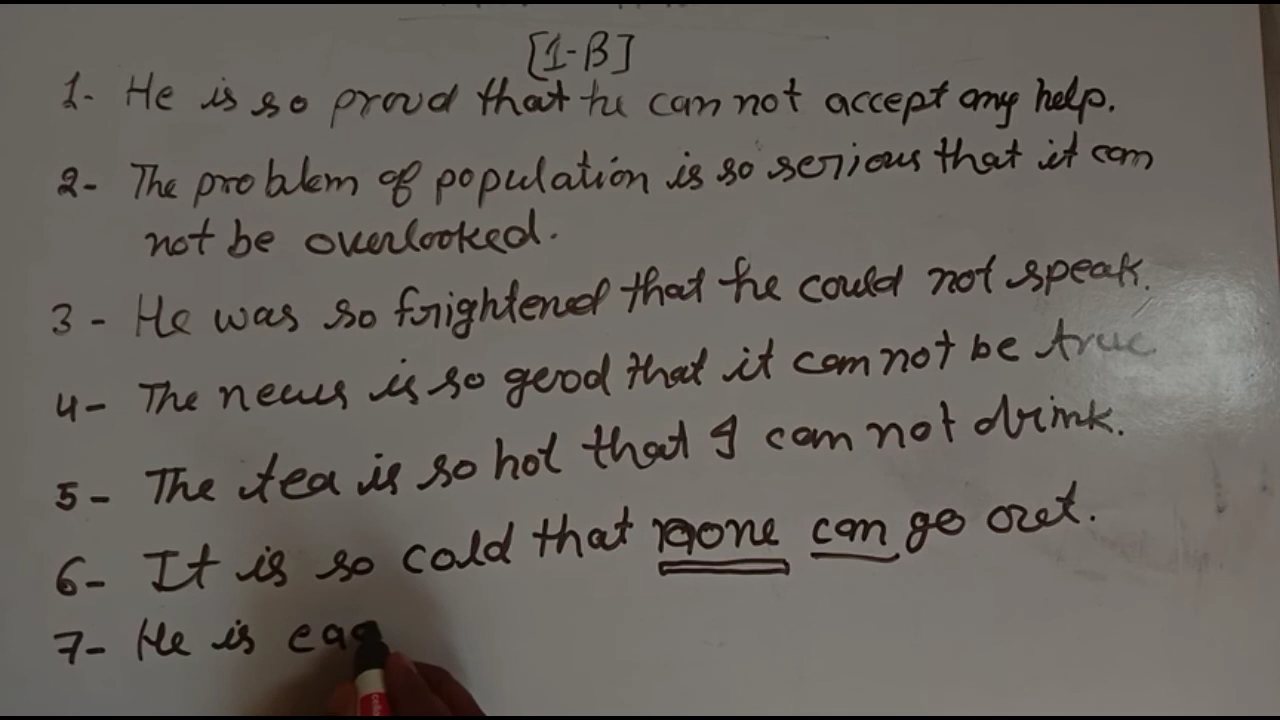 [1-B]
1- He is so proud that he can not accept any help.
2- The problem of population is so serious that it can
not be overlooked.
3- He was so frightened that he could not speak.
4- The news is so good that it can not be true
5- The tea is so hot that I can not drink.
6- It is so cold that none can go out.
7- He is eag